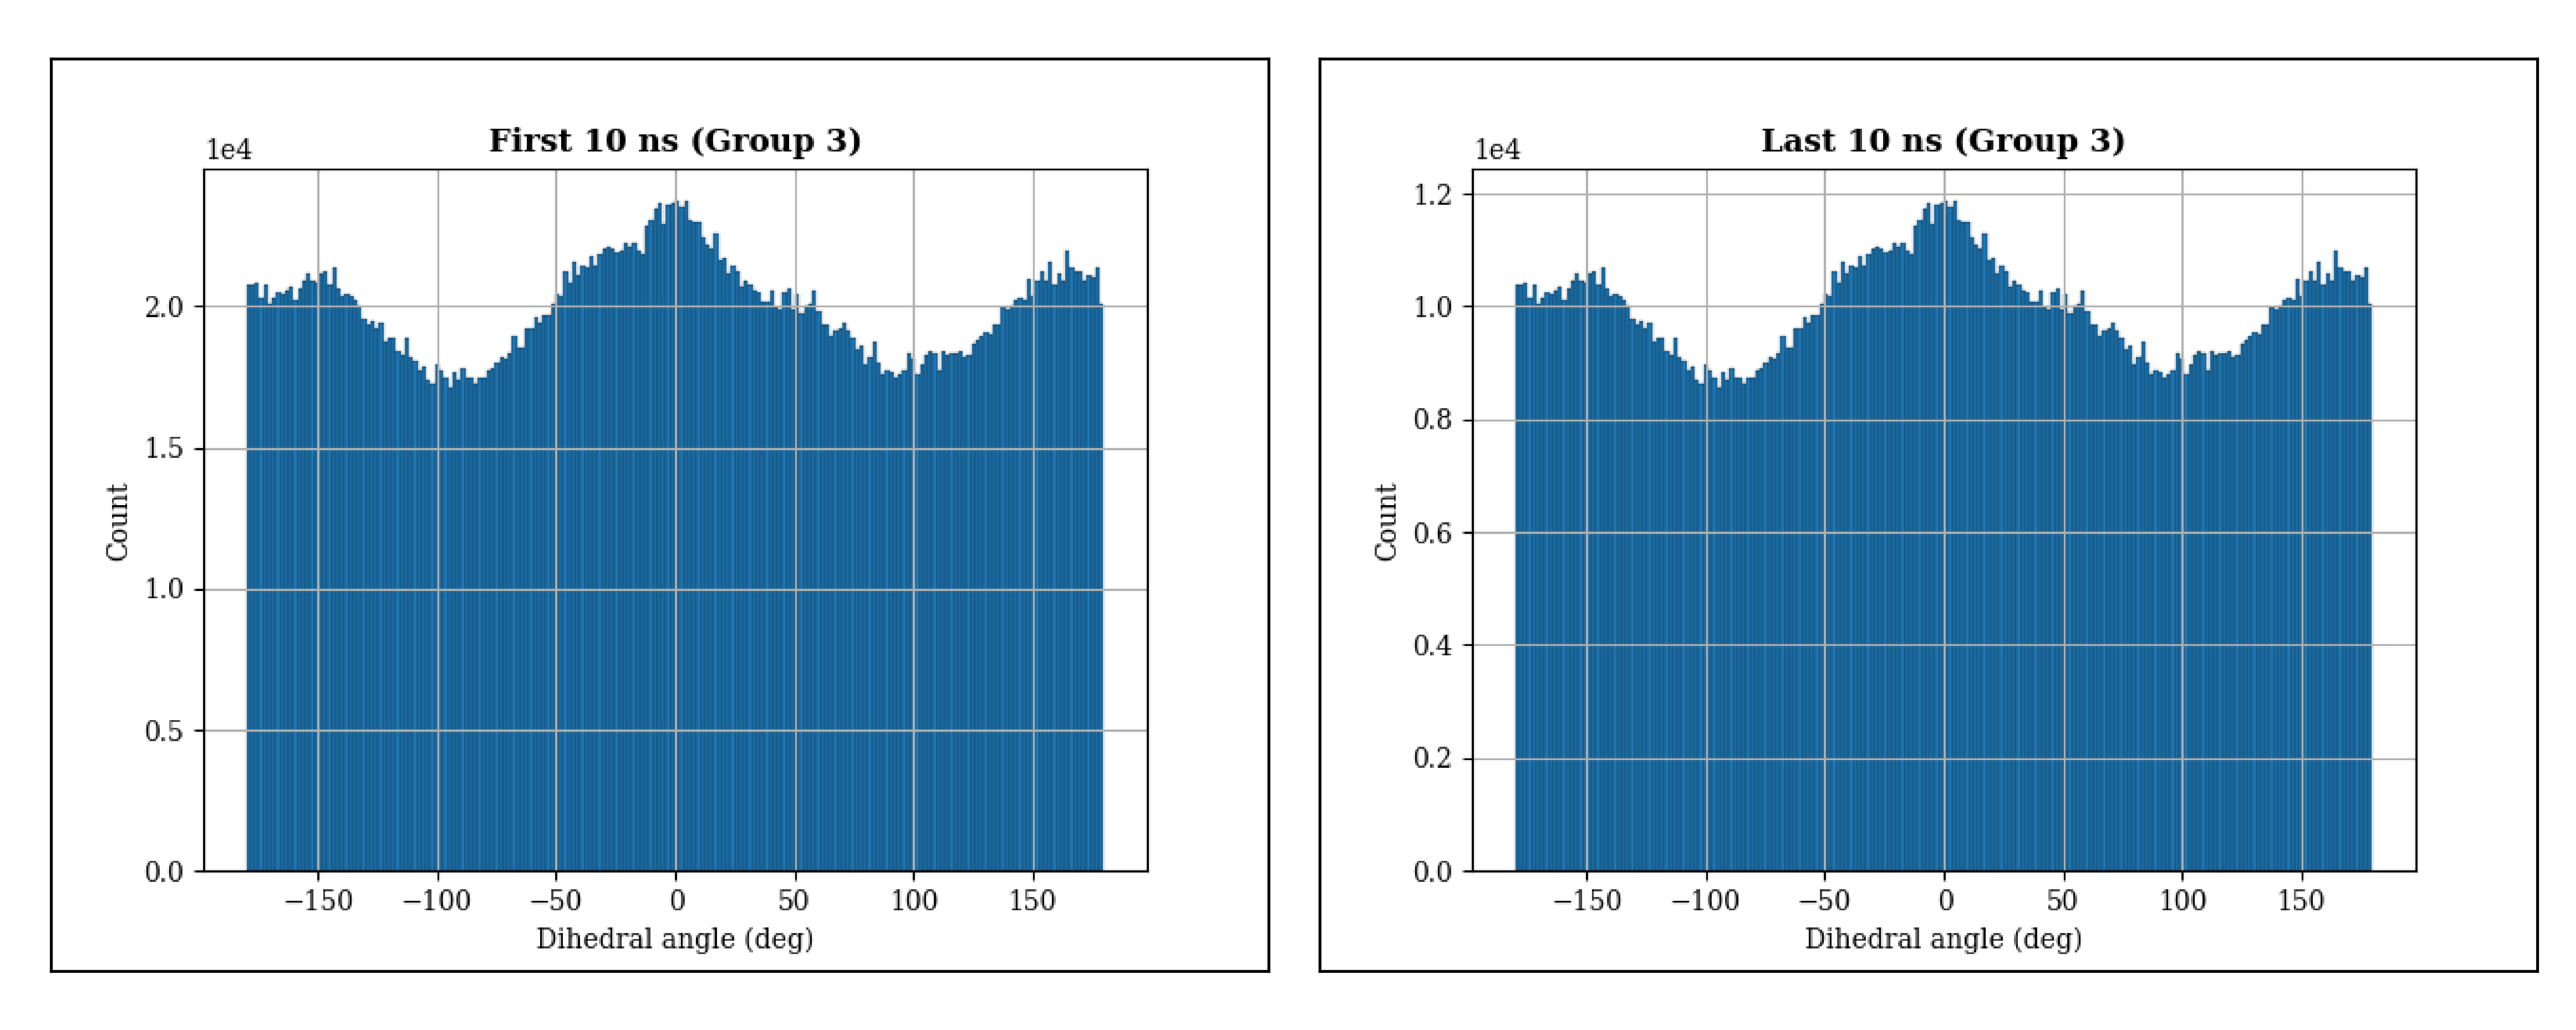 First 10 ns (Group 3)
1e4
2.0
1.5
1.0
0.5
0.0
Count
−150 −100 −50 0 50 100 150
Dihedral angle (deg)
Last 10 ns (Group 3)
1e4
1.2
1.0
0.8
0.6
0.4
0.2
0.0
Count
−150 −100 −50 0 50 100 150
Dihedral angle (deg)